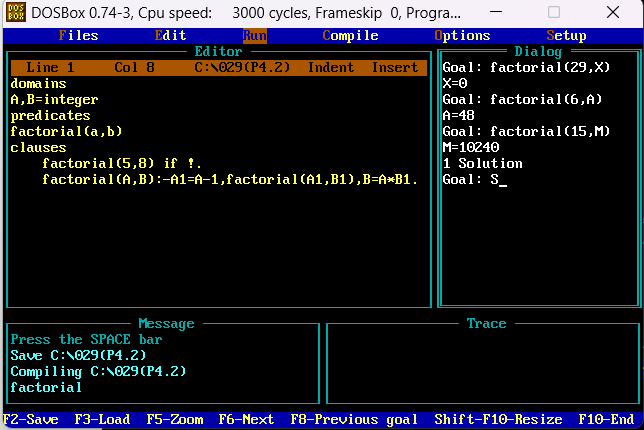 DOS BOX DOSBox 0.74-3, Cpu speed: 3000 cycles, Frameskip 0, Progra...
Files Edit Run Compile Options Setup
Editor
Line 1 Col 8 C:\029(P4.2) Indent Insert
domains
A,B=integer
predicates
factorial(a,b)
clauses
factorial(5,8) if !.
factorial(A,B):-A1=A-1,factorial(A1,B1),B=A*B1.
Dialog
Goal: factorial(29,X)
X=0
Goal: factorial(6,A)
A=48
Goal: factorial(15,M)
M=10240
1 Solution
Goal: S_
Message
Press the SPACE bar
Save C:\029(P4.2)
Compiling C:\029(P4.2)
factorial
Trace
F2-Save F3-Load F5-Zoom F6-Next F8-Previous goal Shift-F10-Resize F10-End